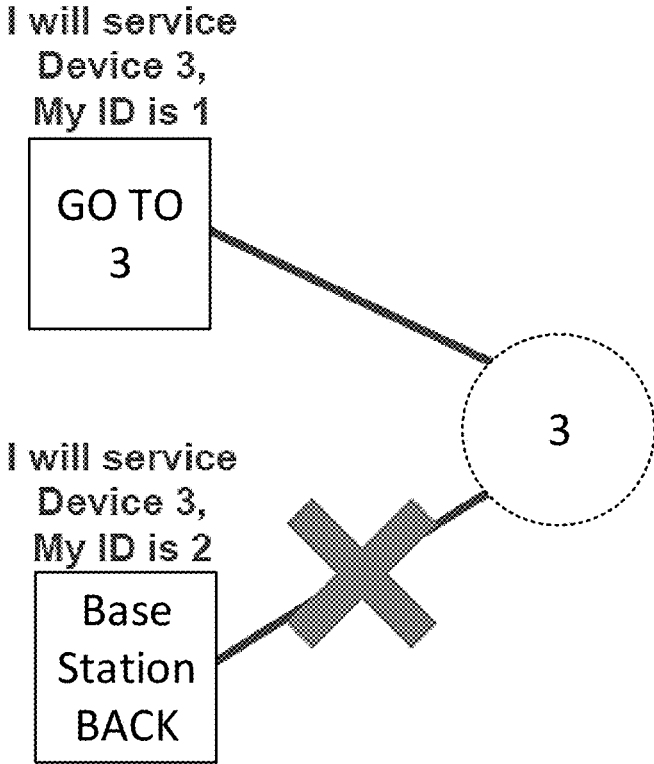 I will service
Device 3,
My ID is 1
GO TO
3
3
I will service
Device 3,
My ID is 2
Base
Station
BACK